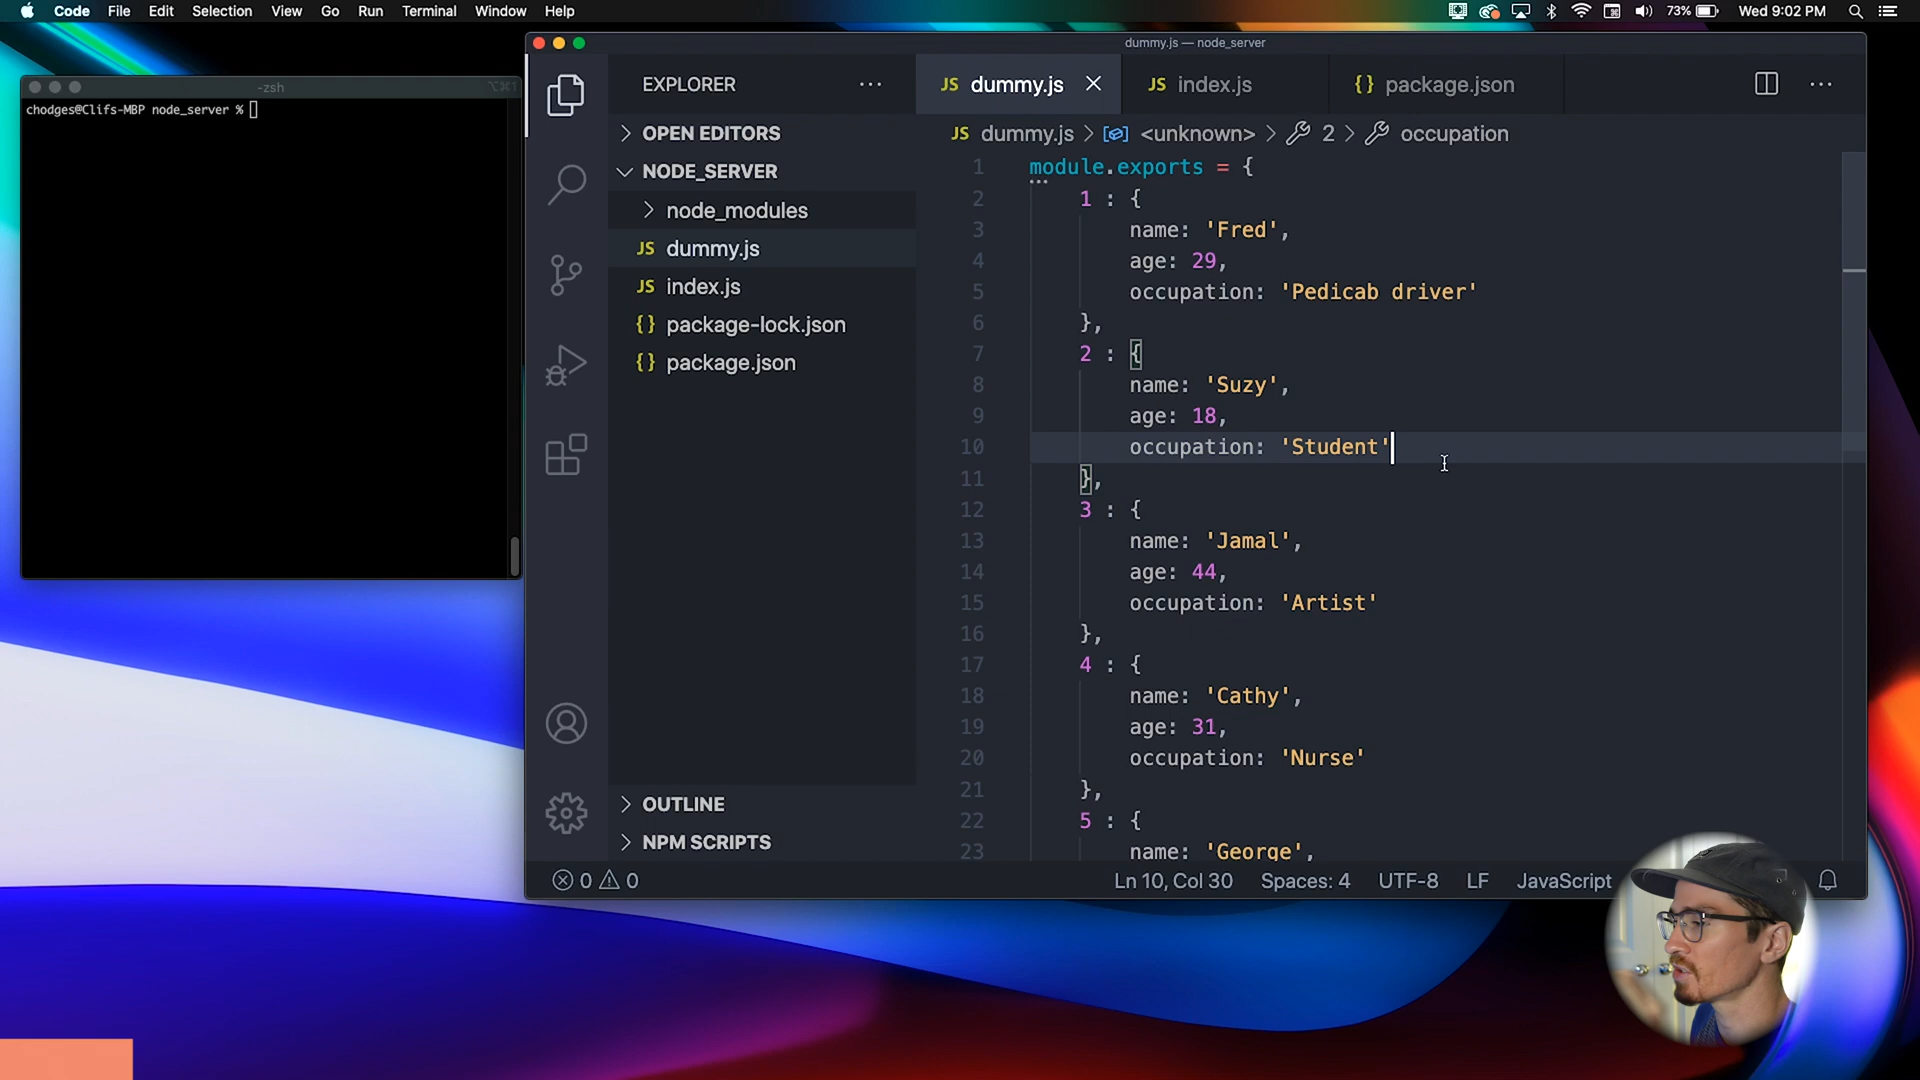 Code File Edit Selection View Go Run Terminal Window Help
73% Wed 9:02 PM
-zsh ⌥⌘1
chodges@Clifs-MBP node_server %
dummy.js — node_server
EXPLORER
OPEN EDITORS
NODE_SERVER
node_modules
JS dummy.js
JS index.js
{} package-lock.json
{} package.json
OUTLINE
NPM SCRIPTS
JS dummy.js JS index.js {} package.json
JS dummy.js > <unknown> > 2 > occupation
1 module.exports = {
2 1 : {
3 name: 'Fred',
4 age: 29,
5 occupation: 'Pedicab driver'
6 },
7 2 : {
8 name: 'Suzy',
9 age: 18,
10 occupation: 'Student'
11 },
12 3 : {
13 name: 'Jamal',
14 age: 44,
15 occupation: 'Artist'
16 },
17 4 : {
18 name: 'Cathy',
19 age: 31,
20 occupation: 'Nurse'
21 },
22 5 : {
23 name: 'George',
0 0 Ln 10, Col 30 Spaces: 4 UTF-8 LF JavaScript